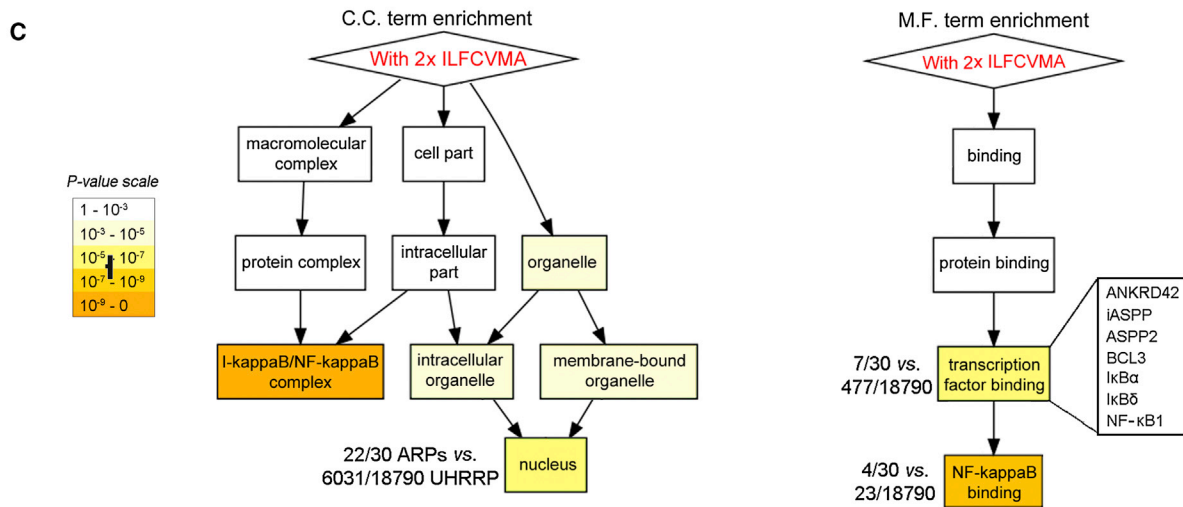 C
C.C. term enrichment
With 2x ILFCVMA
macromolecular
complex
cell part
P-value scale
1 - 10⁻³
10⁻³ - 10⁻⁵
10⁻⁵ - 10⁻⁷
10⁻⁷ - 10⁻⁹
10⁻⁹ - 0
protein complex
intracellular
part
organelle
I-kappaB/NF-kappaB
complex
intracellular
organelle
membrane-bound
organelle
22/30 ARPs vs.
6031/18790 UHRRP
nucleus
M.F. term enrichment
With 2x ILFCVMA
binding
protein binding
7/30 vs.
477/18790
transcription
factor binding
ANKRD42
iASPP
ASPP2
BCL3
IκBα
IκBδ
NF-κB1
4/30 vs.
23/18790
NF-kappaB
binding